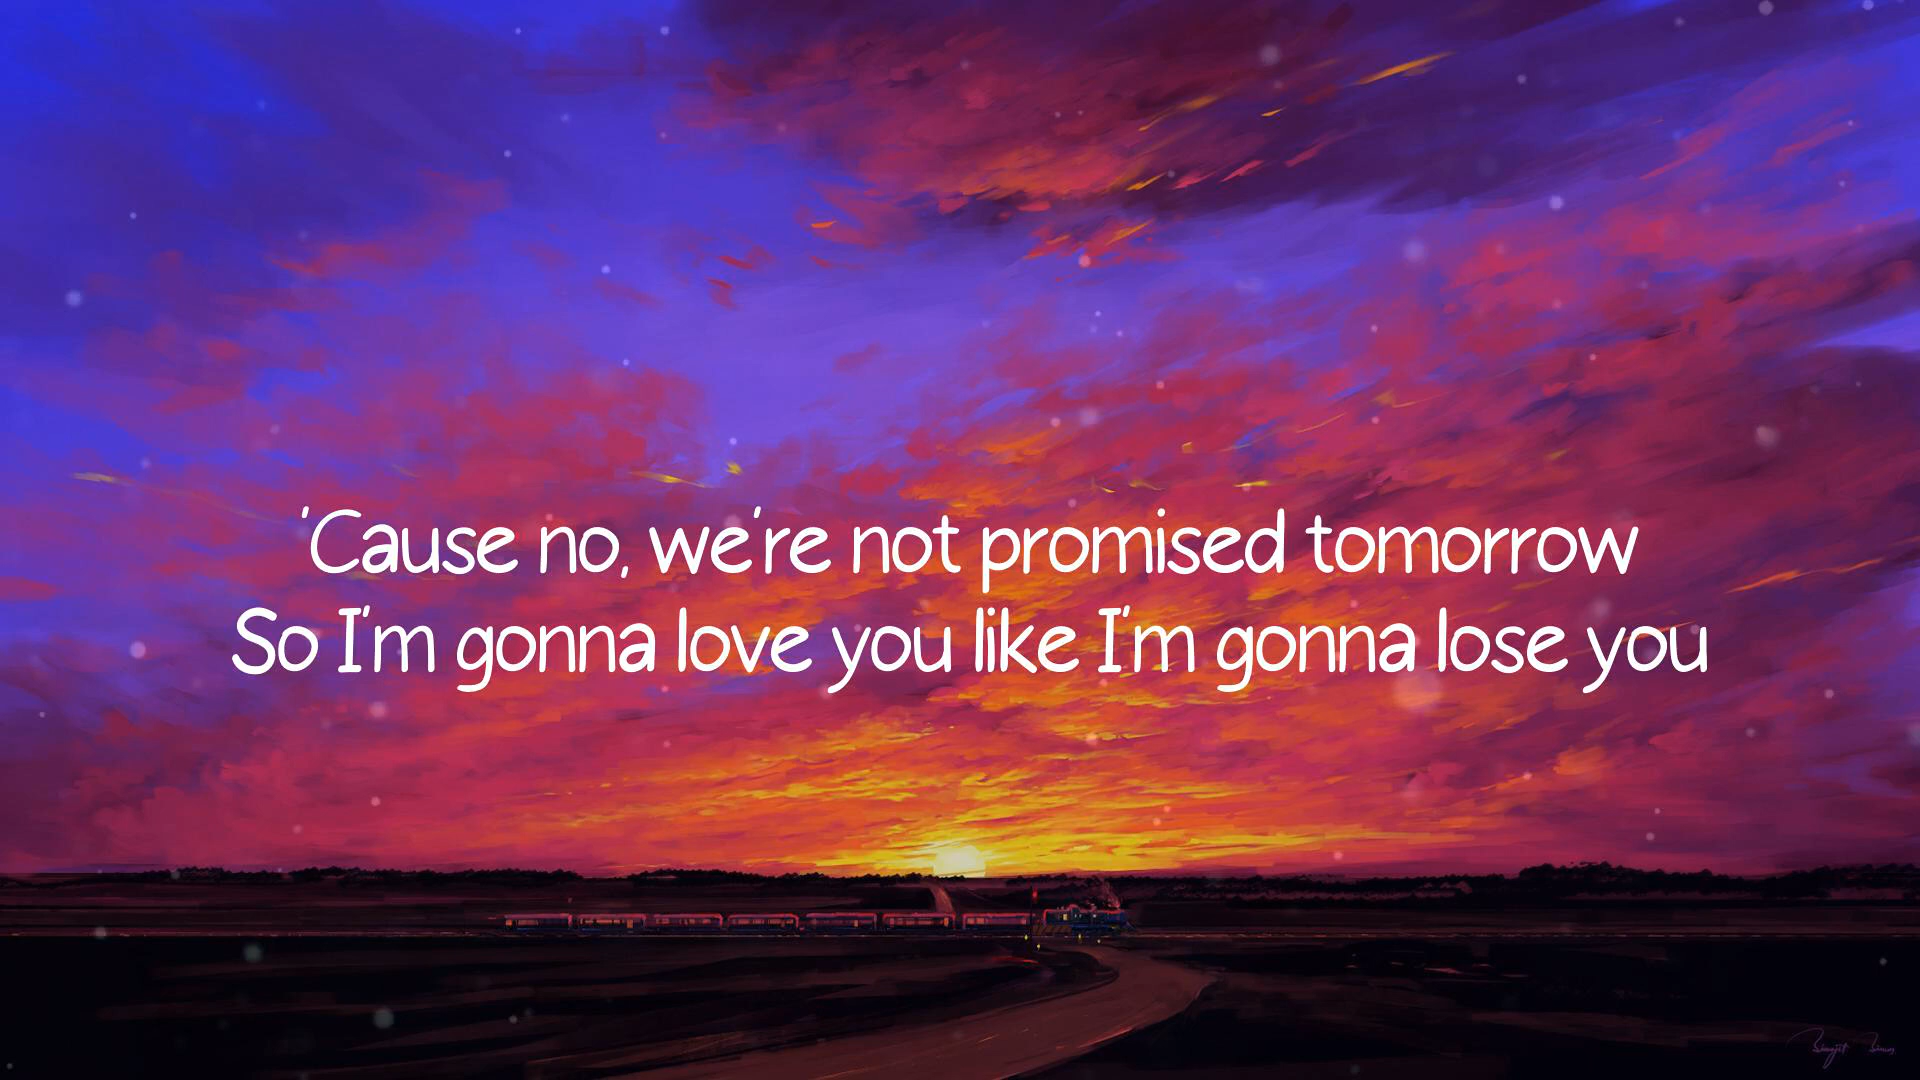 'Cause no, we're not promised tomorrow
So I'm gonna love you like I'm gonna lose you